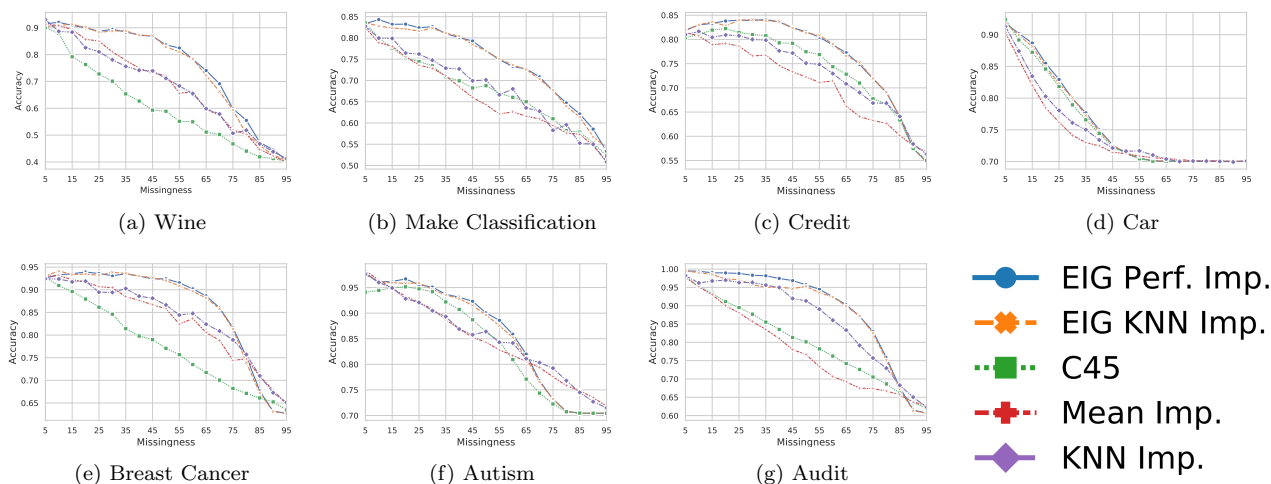 Accuracy
0.9
0.8
0.7
0.6
0.5
0.4
5 15 25 35 45 55 65 75 85 95
Missingness
(a) Wine
Accuracy
0.85
0.80
0.75
0.70
0.65
0.60
0.55
0.50
5 15 25 35 45 55 65 75 85 95
Missingness
(b) Make Classification
Accuracy
0.85
0.80
0.75
0.70
0.65
0.60
0.55
5 15 25 35 45 55 65 75 85 95
Missingness
(c) Credit
Accuracy
0.90
0.85
0.80
0.75
0.70
5 15 25 35 45 55 65 75 85 95
Missingness
(d) Car
Accuracy
0.95
0.90
0.85
0.80
0.75
0.70
0.65
5 15 25 35 45 55 65 75 85 95
Missingness
(e) Breast Cancer
Accuracy
0.95
0.90
0.85
0.80
0.75
0.70
5 15 25 35 45 55 65 75 85 95
Missingness
(f) Autism
Accuracy
1.00
0.95
0.90
0.85
0.80
0.75
0.70
0.65
0.60
5 15 25 35 45 55 65 75 85 95
Missingness
(g) Audit
EIG Perf. Imp.
EIG KNN Imp.
C45
Mean Imp.
KNN Imp.